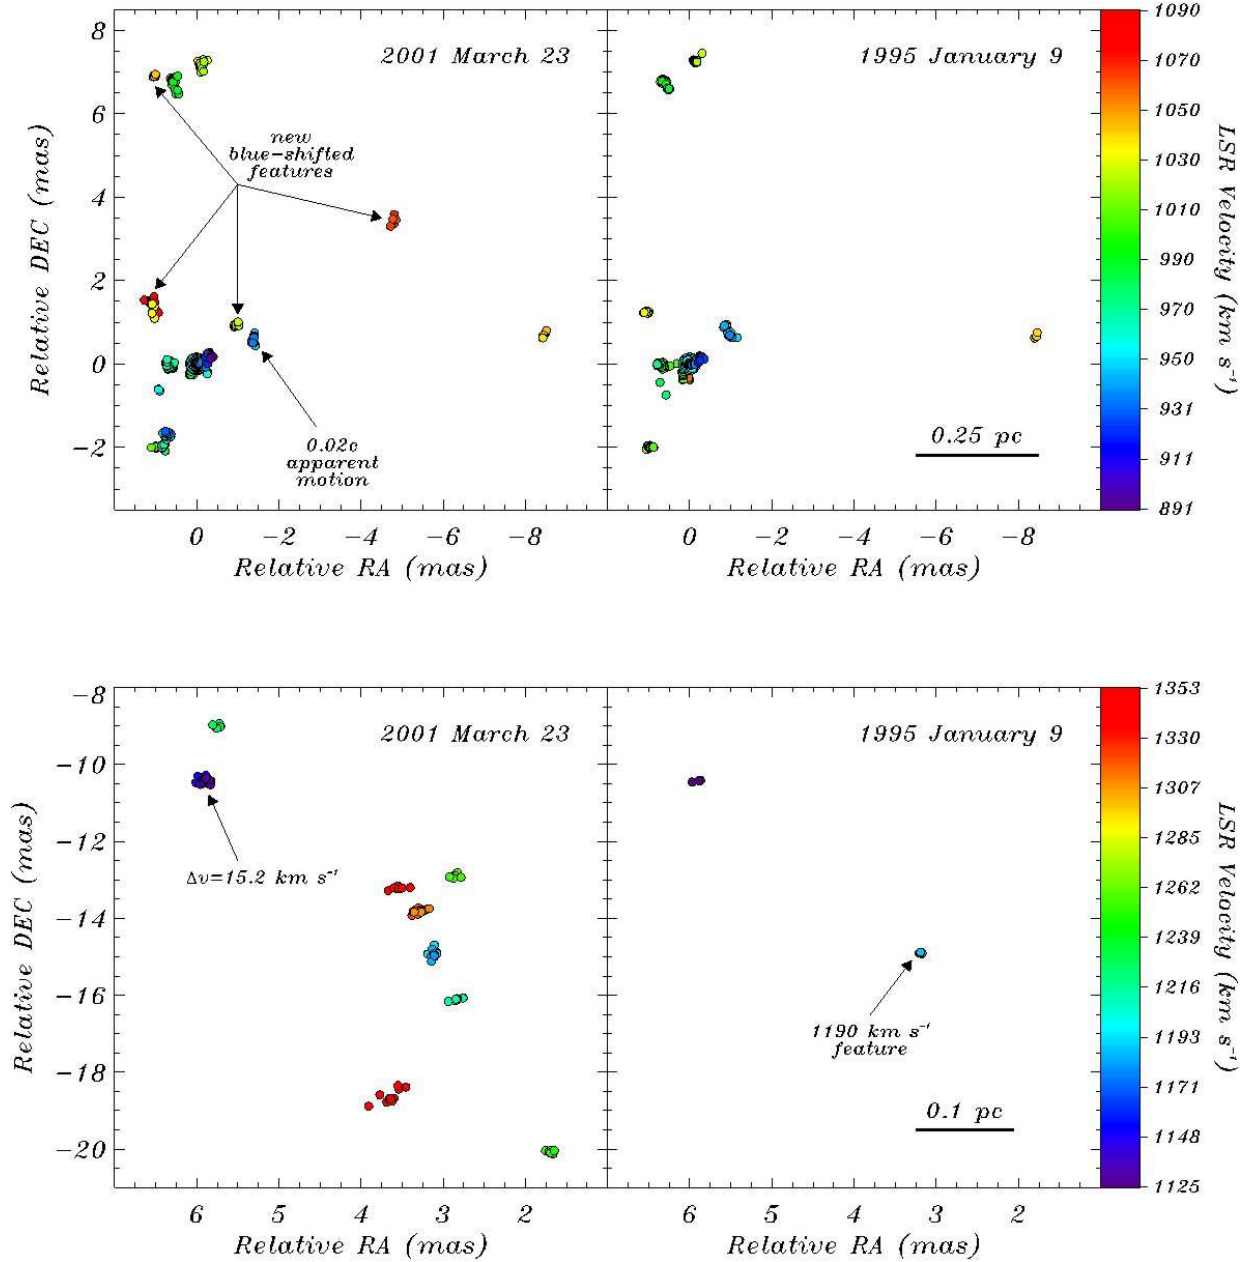 2001 March 23
new
blue-shifted
features
0.02c
apparent
motion
8
6
4
2
0
-2
Relative DEC (mas)
0
-2
-4
-6
-8
Relative RA (mas)
1995 January 9
0.25 pc
0
-2
-4
-6
-8
Relative RA (mas)
1090
1070
1050
1030
1010
990
970
950
931
911
891
LSR Velocity (km s⁻¹)
2001 March 23
Δv=15.2 km s⁻¹
-8
-10
-12
-14
-16
-18
-20
Relative DEC (mas)
6
5
4
3
2
Relative RA (mas)
1995 January 9
1190 km s⁻¹
feature
0.1 pc
6
5
4
3
2
Relative RA (mas)
1353
1330
1307
1285
1262
1239
1216
1193
1171
1148
1125
LSR Velocity (km s⁻¹)